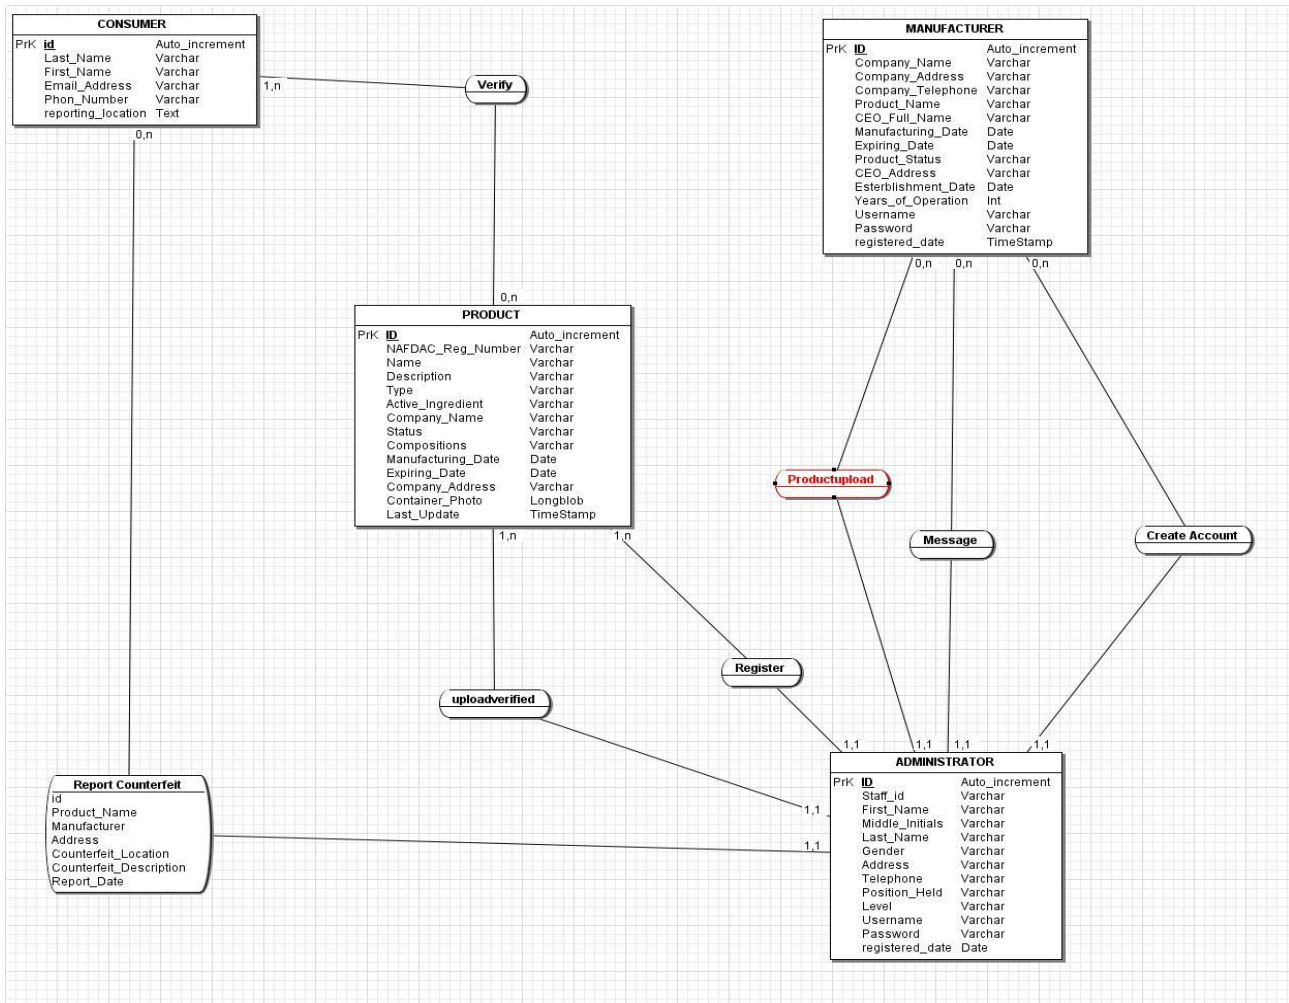 CONSUMER
PrK id Auto_increment
Last_Name Varchar
First_Name Varchar
Email_Address Varchar
Phon_Number Varchar
reporting_location Text
1,n
0,n
Verify
0,n
MANUFACTURER
PrK ID Auto_increment
Company_Name Varchar
Company_Address Varchar
Company_Telephone Varchar
Product_Name Varchar
CEO_Full_Name Varchar
Manufacturing_Date Date
Expiring_Date Date
Product_Status Varchar
CEO_Address Varchar
Esterblishment_Date Date
Years_of_Operation Int
Username Varchar
Password Varchar
registered_date TimeStamp
0,n 0,n 0,n
PRODUCT
PrK ID Auto_increment
NAFDAC_Reg_Number Varchar
Name Varchar
Description Varchar
Type Varchar
Active_Ingredient Varchar
Company_Name Varchar
Status Varchar
Compositions Varchar
Manufacturing_Date Date
Expiring_Date Date
Company_Address Varchar
Container_Photo Longblob
Last_Update TimeStamp
1,n 1,n
Productupload
Message
Create Account
Register
uploadverified
1,1 1,1 1,1 1,1
1,1
1,1
Report Counterfeit
id
Product_Name
Manufacturer
Address
Counterfeit_Location
Counterfeit_Description
Report_Date
ADMINISTRATOR
PrK ID Auto_increment
Staff_id Varchar
First_Name Varchar
Middle_Initials Varchar
Last_Name Varchar
Gender Varchar
Address Varchar
Telephone Varchar
Position_Held Varchar
Level Varchar
Username Varchar
Password Varchar
registered_date Date